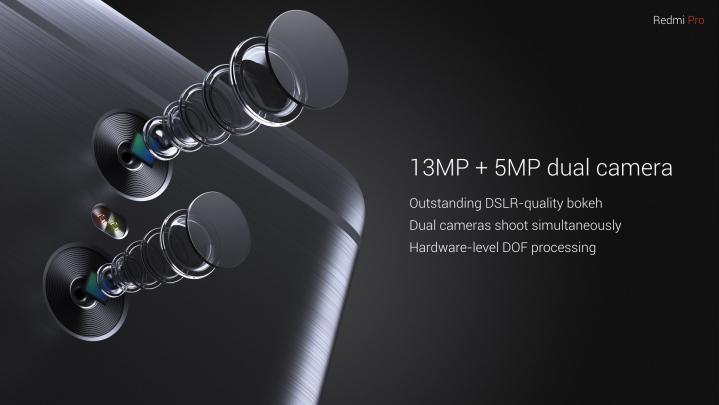 Redmi Pro
13MP + 5MP dual camera
Outstanding DSLR-quality bokeh
Dual cameras shoot simultaneously
Hardware-level DOF processing